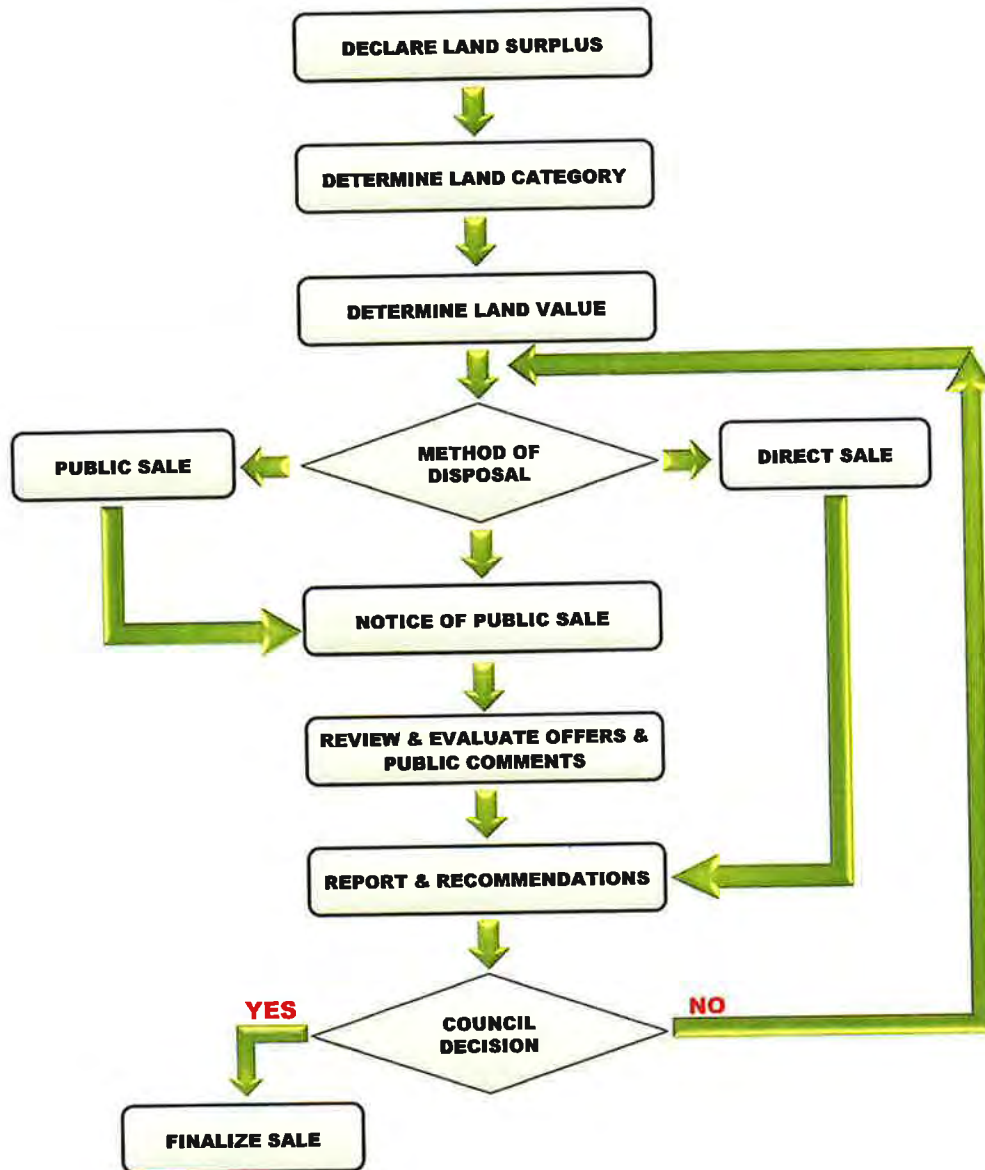 DECLARE LAND SURPLUS
DETERMINE LAND CATEGORY
DETERMINE LAND VALUE
METHOD OF
DISPOSAL
PUBLIC SALE
DIRECT SALE
NOTICE OF PUBLIC SALE
REVIEW & EVALUATE OFFERS &
PUBLIC COMMENTS
REPORT & RECOMMENDATIONS
YES
NO
COUNCIL
DECISION
FINALIZE SALE